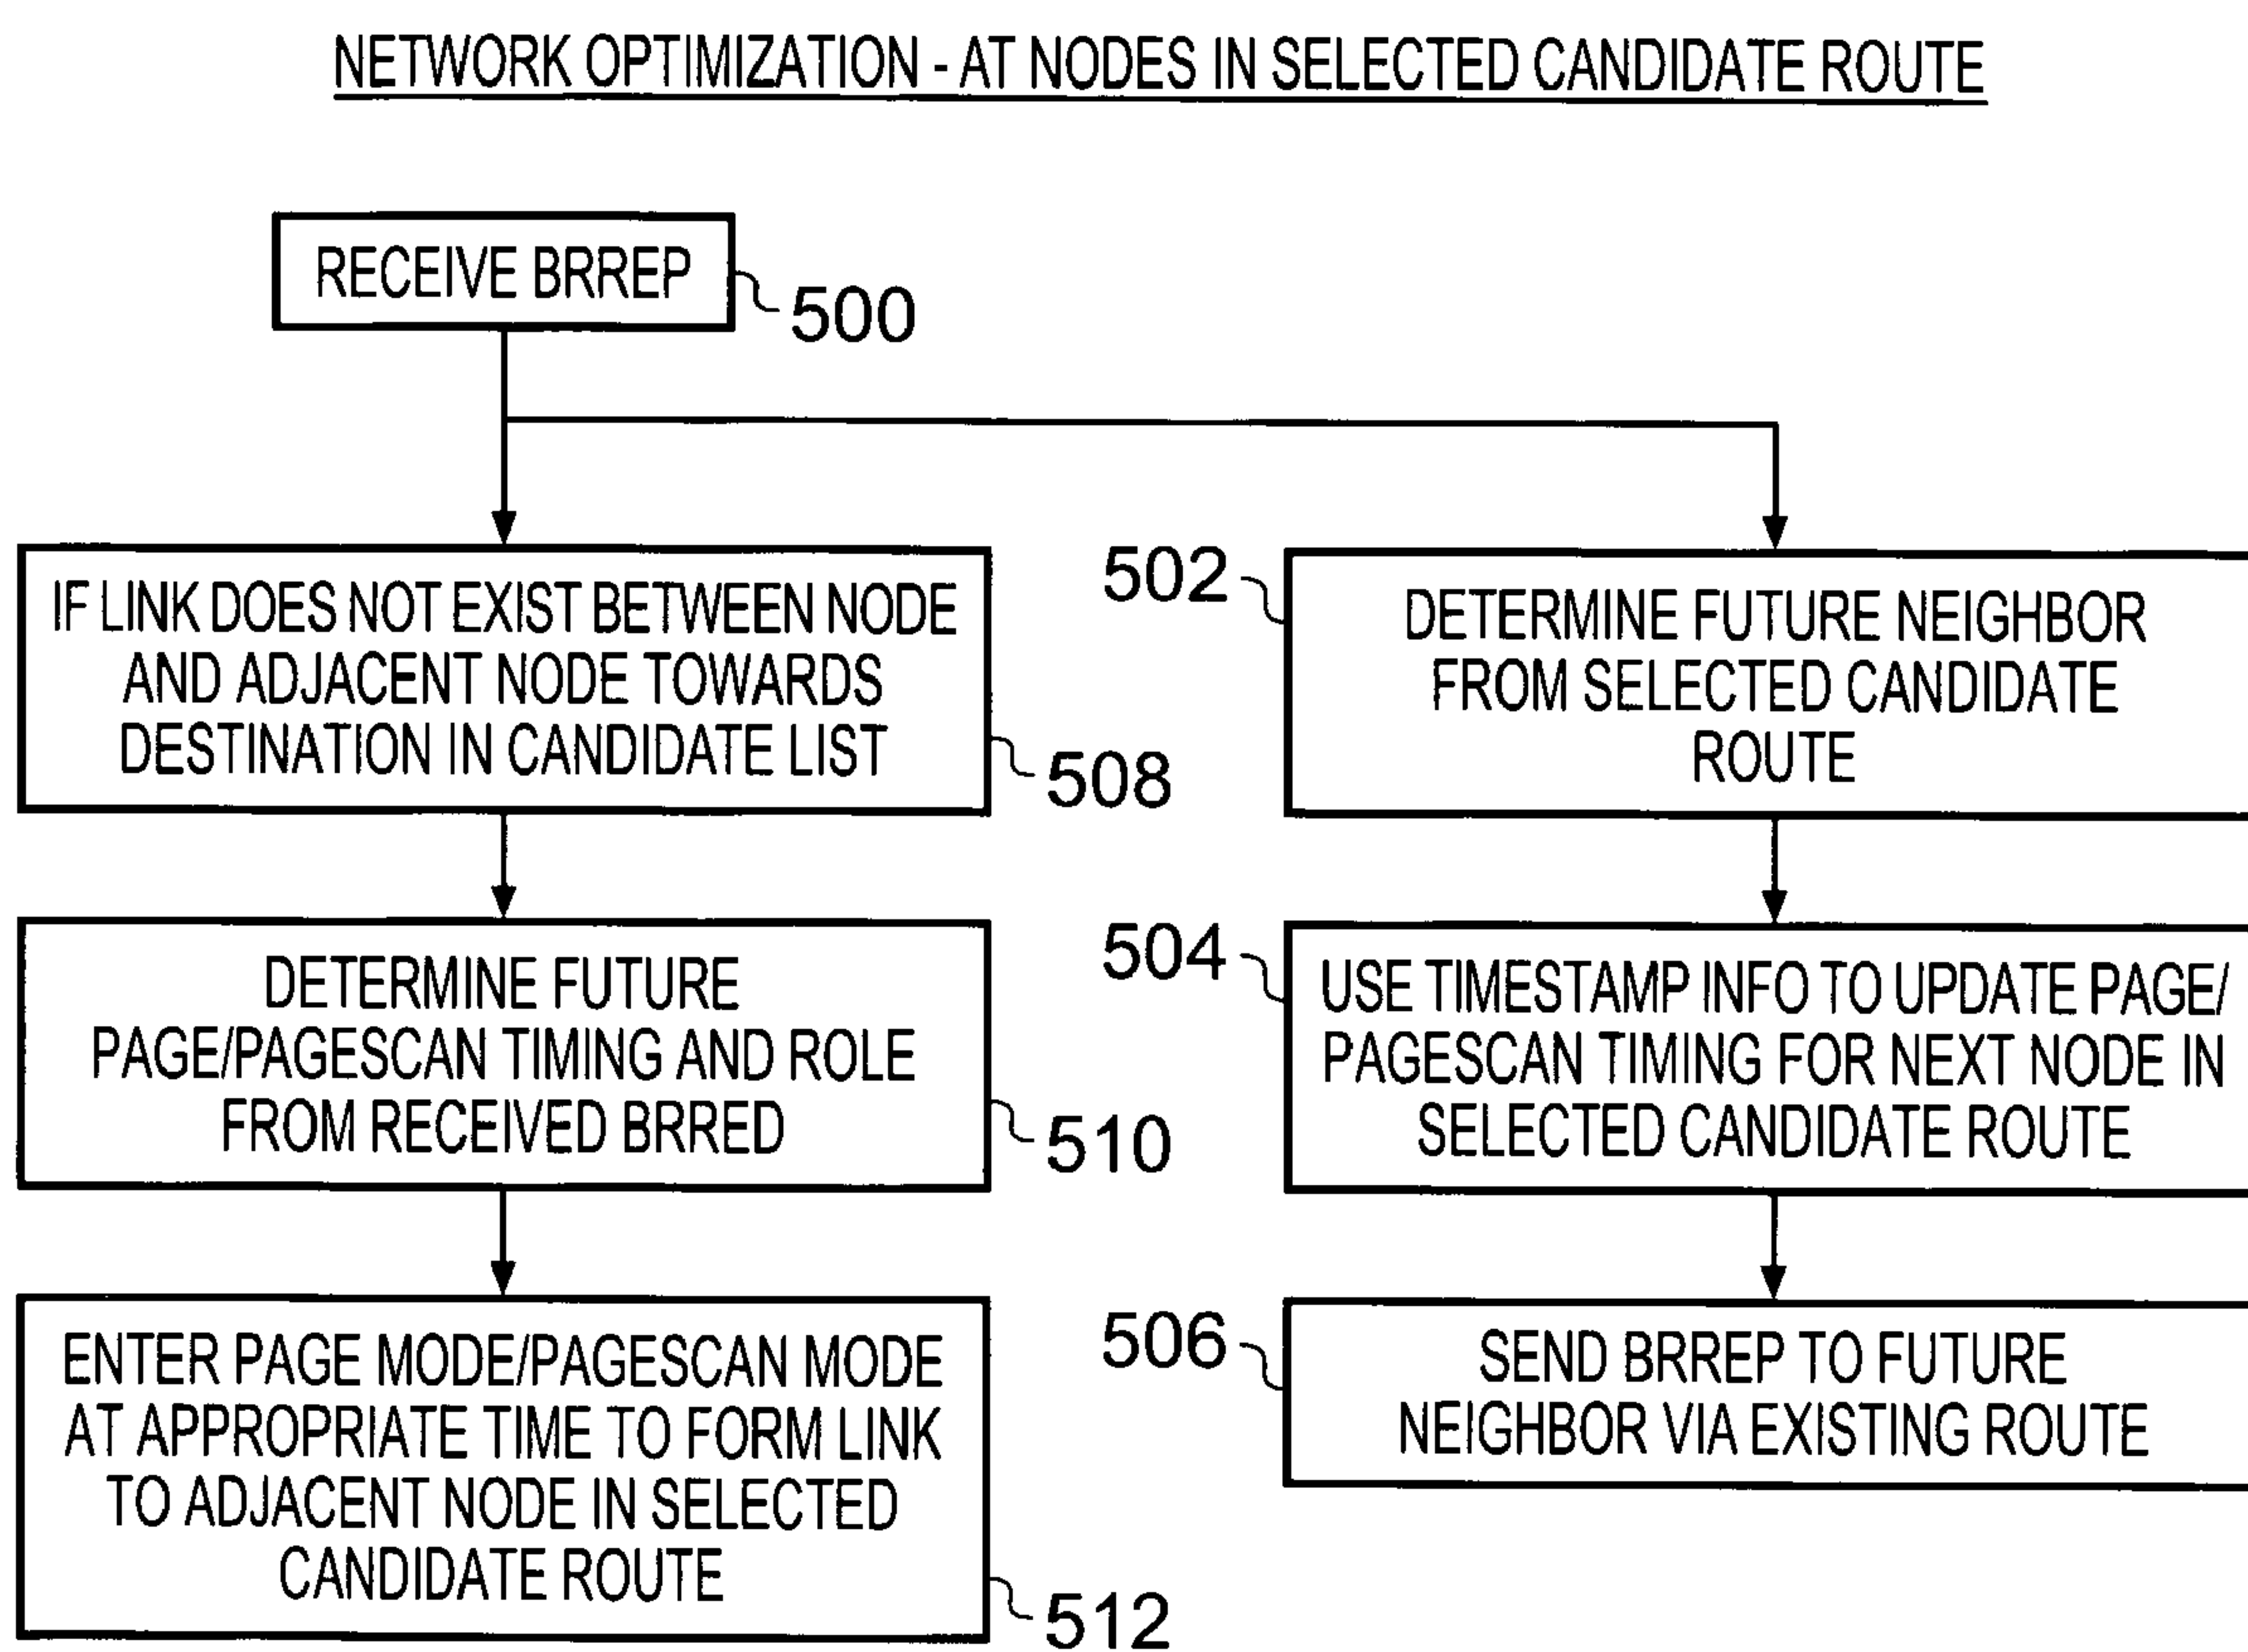 NETWORK OPTIMIZATION - AT NODES IN SELECTED CANDIDATE ROUTE
RECEIVE BRREP
500
IF LINK DOES NOT EXIST BETWEEN NODE
AND ADJACENT NODE TOWARDS
DESTINATION IN CANDIDATE LIST
508
DETERMINE FUTURE
PAGE/PAGESCAN TIMING AND ROLE
FROM RECEIVED BRRED
510
ENTER PAGE MODE/PAGESCAN MODE
AT APPROPRIATE TIME TO FORM LINK
TO ADJACENT NODE IN SELECTED
CANDIDATE ROUTE
512
502
DETERMINE FUTURE NEIGHBOR
FROM SELECTED CANDIDATE
ROUTE
504
USE TIMESTAMP INFO TO UPDATE PAGE/
PAGESCAN TIMING FOR NEXT NODE IN
SELECTED CANDIDATE ROUTE
506
SEND BRREP TO FUTURE
NEIGHBOR VIA EXISTING ROUTE